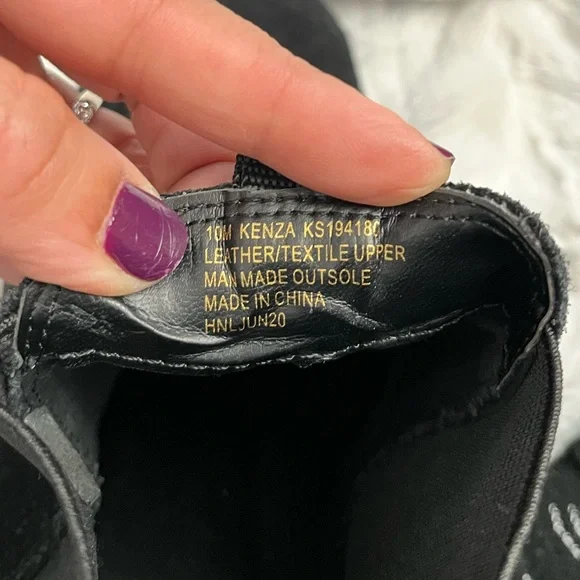 10M KENZA KS194180
LEATHER/TEXTILE UPPER
MAN MADE OUTSOLE
MADE IN CHINA
HNLJUN20